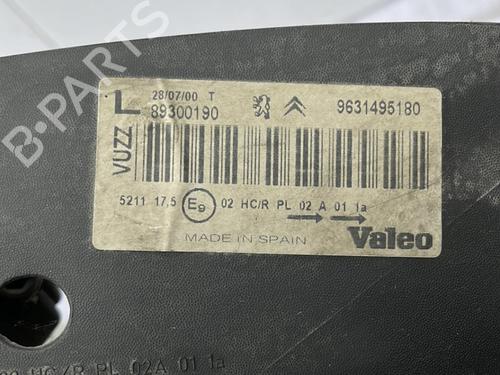 28/07/00 T
L 89300190 9631495180
VUZZ
5211 17,5 E9 02 HC/R PL 02 A 01 1a
MADE IN SPAIN
Valeo
HC/R PL 02A 01 1a